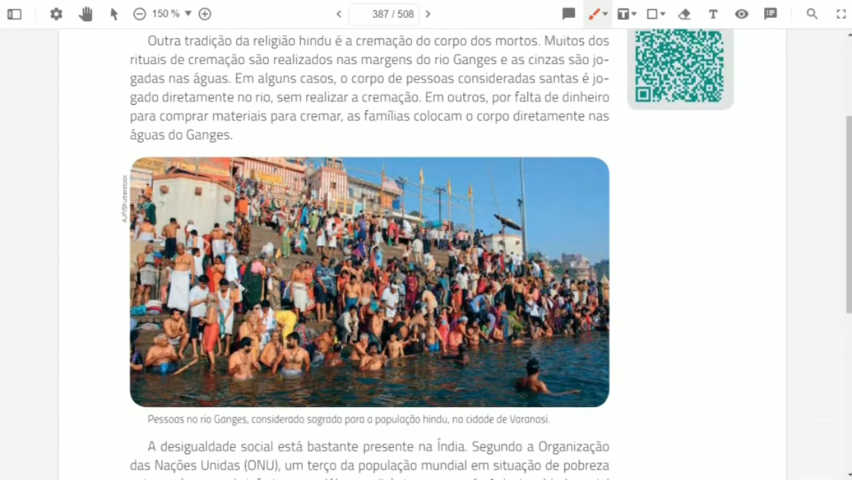 150 %
387 / 508
Outra tradição da religião hindu é a cremação do corpo dos mortos. Muitos dos
rituais de cremação são realizados nas margens do rio Ganges e as cinzas são jo-
gadas nas águas. Em alguns casos, o corpo de pessoas consideradas santas é jo-
gado diretamente no rio, sem realizar a cremação. Em outros, por falta de dinheiro
para comprar materiais para cremar, as famílias colocam o corpo diretamente nas
águas do Ganges.
Pessoas no rio Ganges, considerado sagrado para a população hindu, na cidade de Varanasi.
A desigualdade social está bastante presente na Índia. Segundo a Organização
das Nações Unidas (ONU), um terço da população mundial em situação de pobreza